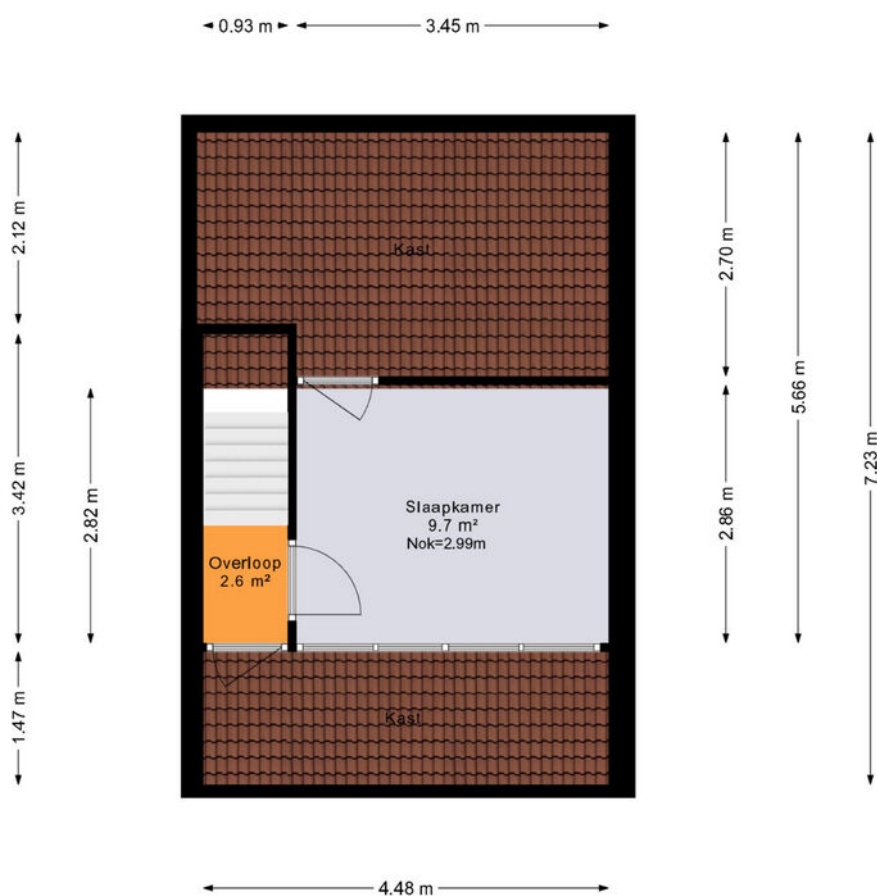 0.93 m
3.45 m
2.12 m
3.42 m
2.82 m
1.47 m
Kast
Slaapkamer
9.7 m²
Nok=2.99m
Overloop
2.6 m²
Kast
2.70 m
2.86 m
5.66 m
7.23 m
4.48 m